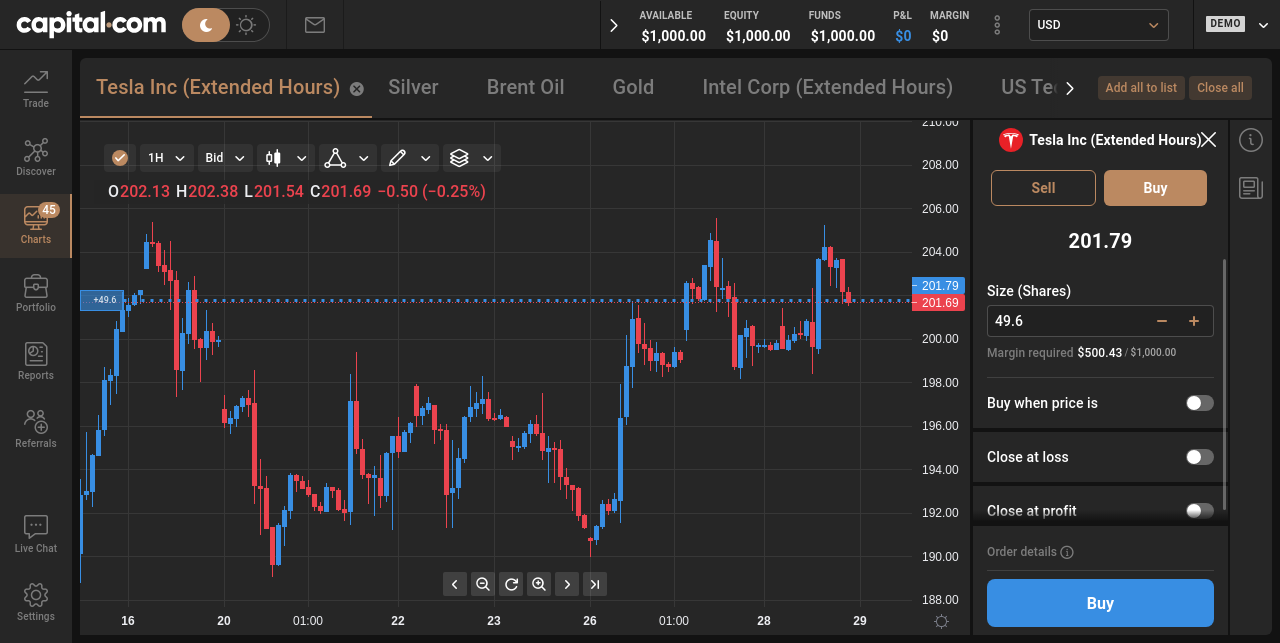 capital.com
AVAILABLE EQUITY FUNDS P&L MARGIN
$1,000.00 $1,000.00 $1,000.00 $0 $0
USD
DEMO
Trade
Discover
45
Charts
Portfolio
Reports
Referrals
Live Chat
Settings
Tesla Inc (Extended Hours) Silver Brent Oil Gold Intel Corp (Extended Hours) US Te
Add all to list Close all
1H Bid
O202.13 H202.38 L201.54 C201.69 −0.50 (−0.25%)
+49.6
210.00
208.00
206.00
204.00
201.79
201.69
200.00
198.00
196.00
194.00
192.00
190.00
188.00
16 20 01:00 22 23 26 01:00 28 29
Tesla Inc (Extended Hours)
Sell Buy
201.79
Size (Shares)
49.6 − +
Margin required $500.43 / $1,000.00
Buy when price is
Close at loss
Close at profit
Order details
Buy